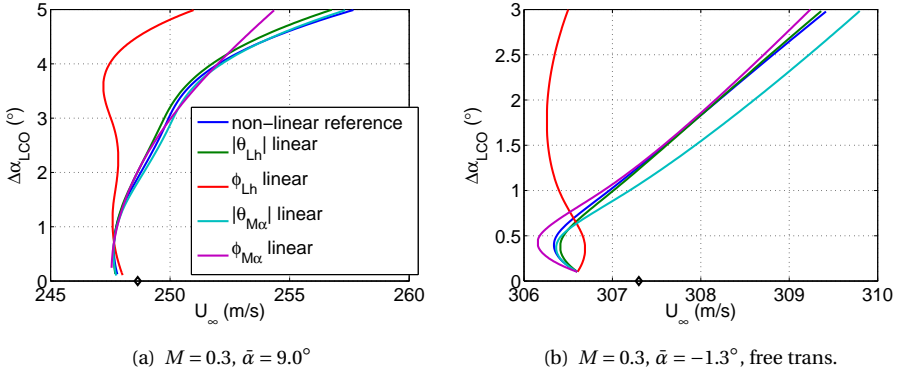 5
4
3
2
1
0
Δα_LCO (°)
245
250
255
260
U_∞ (m/s)
non−linear reference
|θ_Lh| linear
ϕ_Lh linear
|θ_Mα| linear
ϕ_Mα linear
(a) M = 0.3, ᾱ = 9.0°
3
2.5
2
1.5
1
0.5
0
Δα_LCO (°)
306
307
308
309
310
U_∞ (m/s)
(b) M = 0.3, ᾱ = −1.3°, free trans.